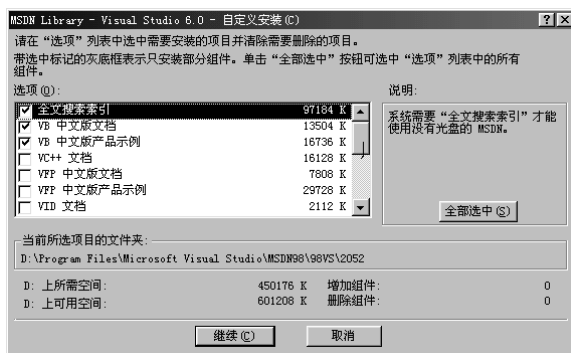 MSDN Library - Visual Studio 6.0 - 自定义安装(C)
请在“选项”列表中选中需要安装的项目并清除需要删除的项目。
带选中标记的灰底框表示只安装部分组件。单击“全部选中”按钮可选中“选项”列表中的所有
组件。
选项(O): 说明:
全文搜索索引 97184 K
VB 中文版文档 13504 K
VB 中文版产品示例 16736 K
VC++ 文档 16128 K
VFP 中文版文档 7808 K
VFP 中文版产品示例 29728 K
VID 文档 2112 K
系统需要“全文搜索索引”才能
使用没有光盘的 MSDN。
全部选中(S)
当前所选项目的文件夹:
D:\Program Files\Microsoft Visual Studio\MSDN98\98VS\2052
D: 上所需空间: 450176 K 增加组件: 0
D: 上可用空间: 601208 K 删除组件: 0
继续(C) 取消